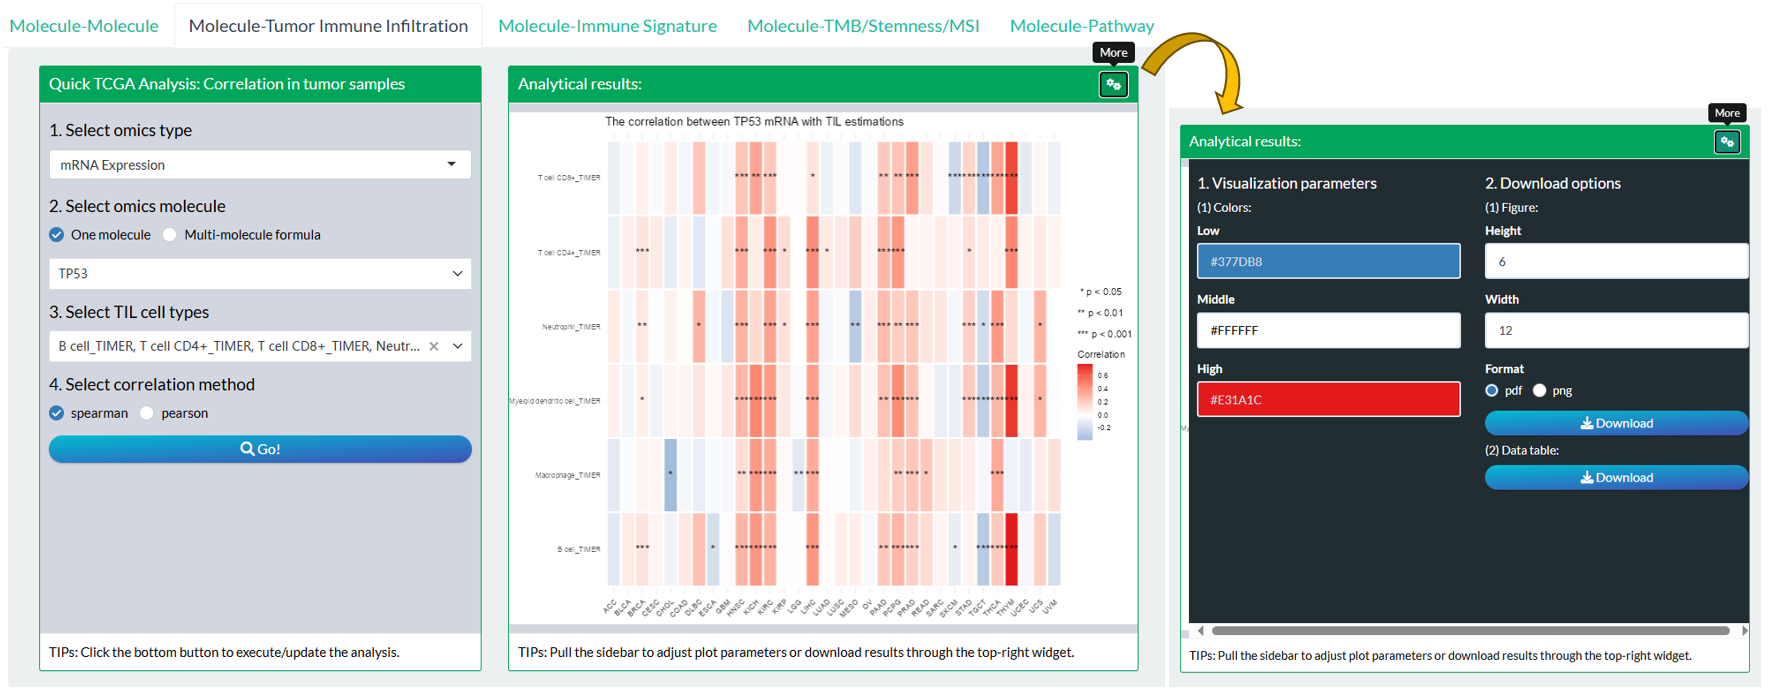 Molecule-Molecule
Molecule-Tumor Immune Infiltration
Molecule-Immune Signature
Molecule-TMB/Stemness/MSI
Molecule-Pathway
Quick TCGA Analysis: Correlation in tumor samples
1. Select omics type
mRNA Expression
2. Select omics molecule
One molecule
Multi-molecule formula
TP53
3. Select TIL cell types
B cell_TIMER, T cell CD4+_TIMER, T cell CD8+_TIMER, Neutr...
4. Select correlation method
spearman
pearson
Go!
TIPs: Click the bottom button to execute/update the analysis.
More
Analytical results:
The correlation between TP53 mRNA with TIL estimations
T cell CD8+_TIMER
T cell CD4+_TIMER
Neutrophil_TIMER
Myeloid dendritic cell_TIMER
Macrophage_TIMER
B cell_TIMER
ACC
BLCA
BRCA
CESC
CHOL
COAD
DLBC
ESCA
GBM
HNSC
KICH
KIRC
KIRP
LGG
LIHC
LUAD
LUSC
MESO
OV
PAAD
PCPG
PRAD
READ
SARC
SKCM
STAD
TGCT
THCA
THYM
UCEC
UCS
UVM
* p < 0.05
** p < 0.01
*** p < 0.001
Correlation
0.6
0.4
0.2
0.0
-0.2
TIPs: Pull the sidebar to adjust plot parameters or download results through the top-right widget.
More
Analytical results:
1. Visualization parameters
(1) Colors:
Low
#377DB8
Middle
#FFFFFF
High
#E31A1C
2. Download options
(1) Figure:
Height
6
Width
12
Format
pdf
png
Download
(2) Data table:
Download
My
TIPs: Pull the sidebar to adjust plot parameters or download results through the top-right widget.